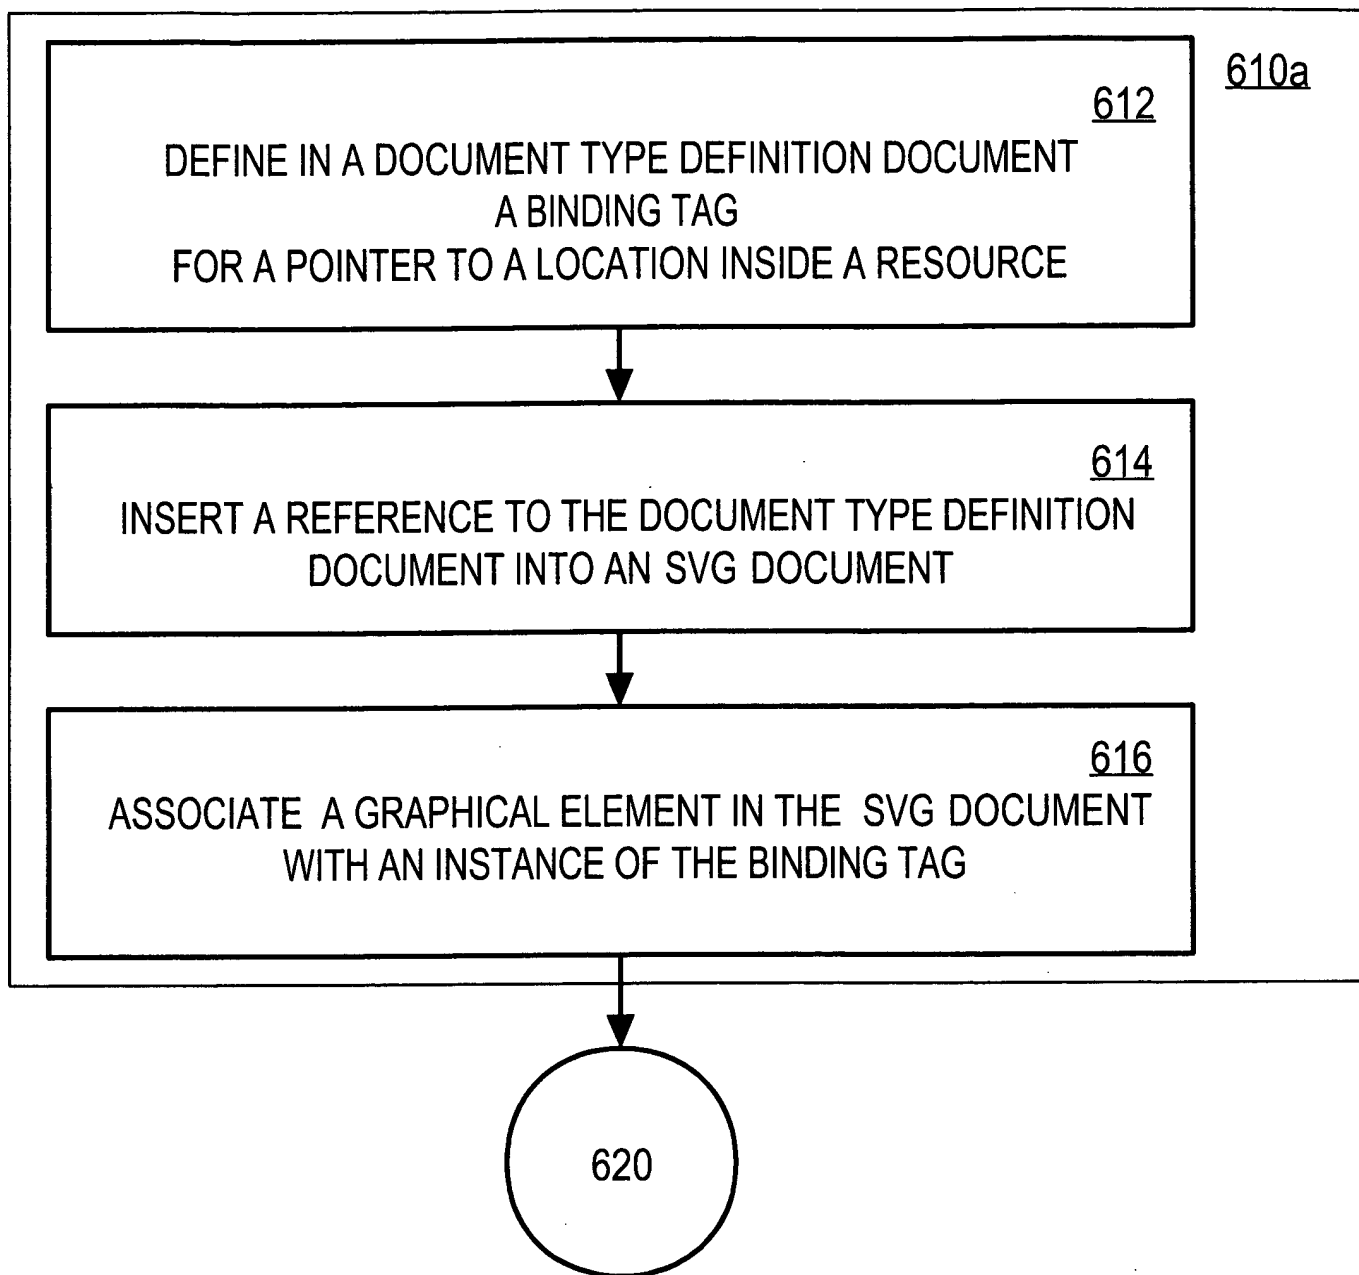 610a
612
DEFINE IN A DOCUMENT TYPE DEFINITION DOCUMENT
A BINDING TAG
FOR A POINTER TO A LOCATION INSIDE A RESOURCE
614
INSERT A REFERENCE TO THE DOCUMENT TYPE DEFINITION
DOCUMENT INTO AN SVG DOCUMENT
616
ASSOCIATE A GRAPHICAL ELEMENT IN THE SVG DOCUMENT
WITH AN INSTANCE OF THE BINDING TAG
620